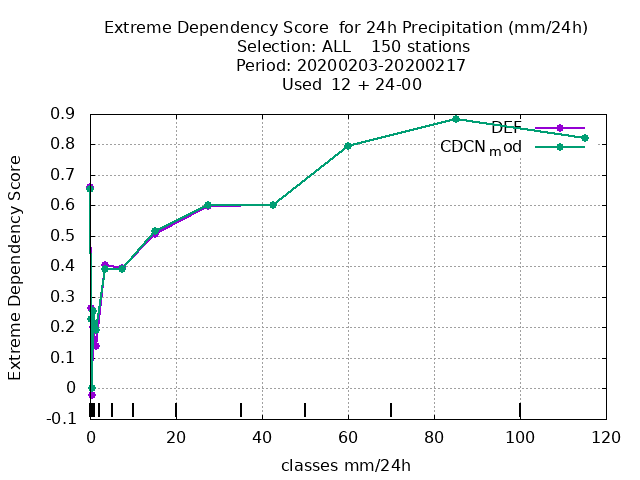 Extreme Dependency Score  for 24h Precipitation (mm/24h)
Selection: ALL    150 stations
Period: 20200203-20200217
Used  12 + 24-00
DEF
CDCN_mod
Extreme Dependency Score
0.9
0.8
0.7
0.6
0.5
0.4
0.3
0.2
0.1
0
-0.1
0 20 40 60 80 100 120
classes mm/24h